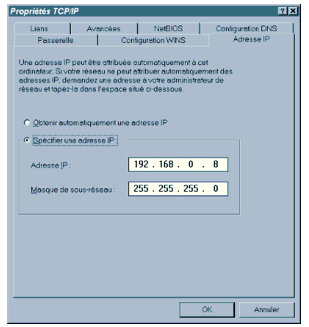 Propriétés TCP/IP
Liens Avancées NetBIOS Configuration DNS
Passerelle Configuration WINS Adresse IP
Une adresse IP peut être attribuée automatiquement à cet
ordinateur. Si votre réseau ne peut attribuer automatiquement des
adresses IP, demandez une adresse à votre administrateur de
réseau et tapez-la dans l'espace situé ci-dessous.
Obtenir automatiquement une adresse IP
Spécifier une adresse IP :
Adresse IP : 192 . 168 . 0 . 8
Masque de sous-réseau : 255 . 255 . 255 . 0
OK Annuler